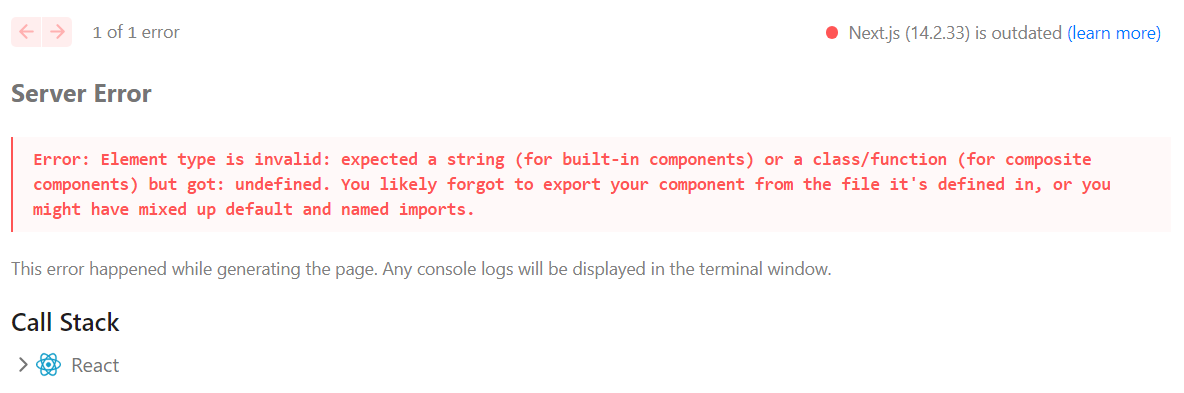 1 of 1 error
Next.js (14.2.33) is outdated (learn more)
Server Error
Error: Element type is invalid: expected a string (for built-in components) or a class/function (for composite
components) but got: undefined. You likely forgot to export your component from the file it's defined in, or you
might have mixed up default and named imports.
This error happened while generating the page. Any console logs will be displayed in the terminal window.
Call Stack
React